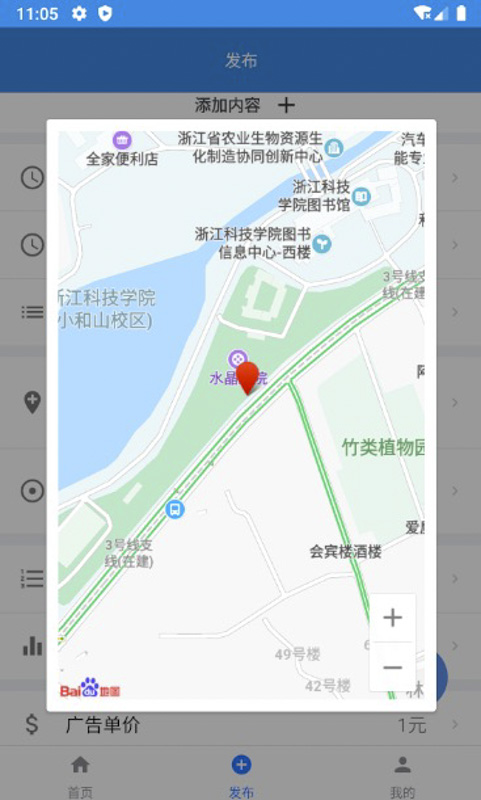 11:05
发布
添加内容 +
全家便利店
浙江省农业生物资源生
化制造协同创新中心
汽车
能专
浙江科技
学院图书馆
浙江科技学院图书
信息中心-西楼
3号线支
线(在建)
浙江科技学院
小和山校区)
水晶 院
竹类植物园
3号线支
线(在建)
会宾楼酒楼
49号楼
42号楼
林
+
−
Bai du 地图
$ 广告单价 1元
首页
发布
我的